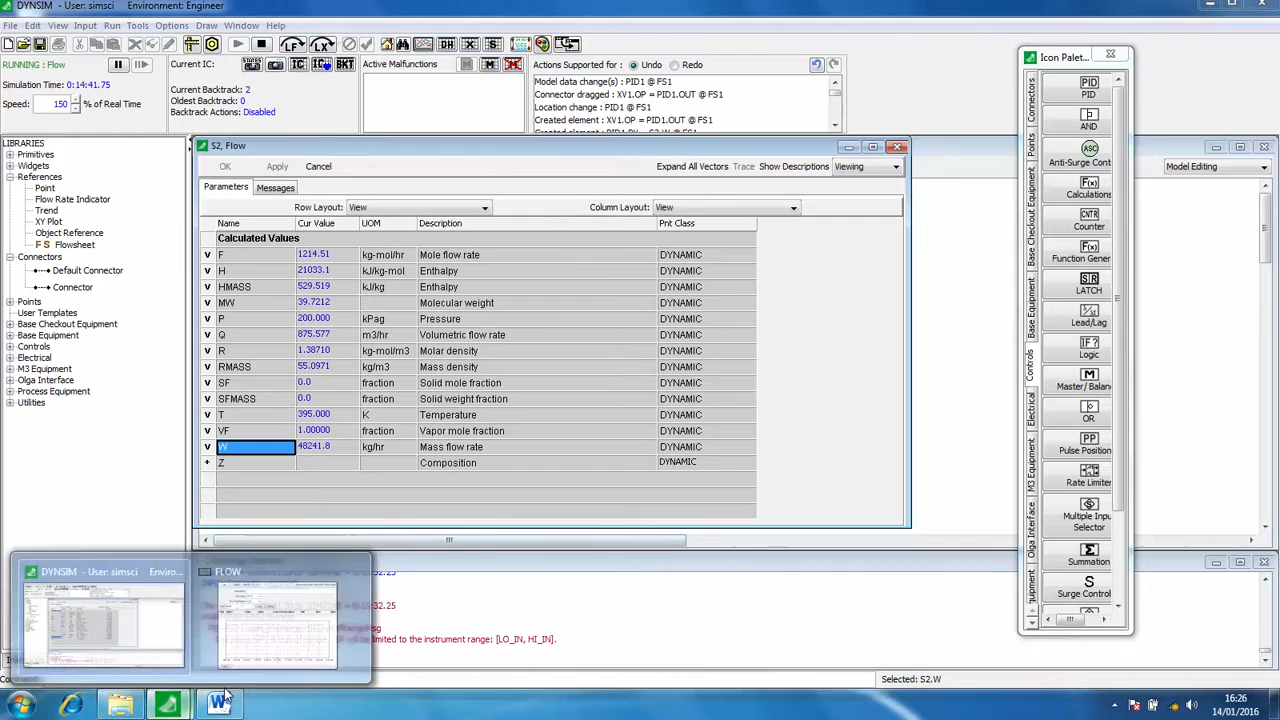 DYNSIM - User: simsci    Environment: Engineer
File Edit View Input Run Tools Options Draw Window Help
RUNNING : Flow
Simulation Time: 0:14:41.75
Speed: 150 % of Real Time
Current IC:
Current Backtrack: 2
Oldest Backtrack: 0
Backtrack Actions: Disabled
Active Malfunctions
Actions Supported for : Undo Redo
Model data change(s) : PID1 @ FS1
Connector dragged : XV1.OP = PID1.OUT @ FS1
Location change : PID1 @ FS1
Created element : XV1.OP = PID1.OUT @ FS1
LIBRARIES
Primitives
Widgets
References
Point
Flow Rate Indicator
Trend
XY Plot
Object Reference
F S Flowsheet
Connectors
Default Connector
Connector
Points
User Templates
Base Checkout Equipment
Base Equipment
Controls
Electrical
M3 Equipment
Olga Interface
Process Equipment
Utilities
S2, Flow
OK Apply Cancel Expand All Vectors Trace Show Descriptions Viewing
Parameters Messages
Row Layout: View Column Layout: View
Name Cur Value UOM Description Pnt Class
Calculated Values
v F 1214.51 kg-mol/hr Mole flow rate DYNAMIC
v H 21033.1 kJ/kg-mol Enthalpy DYNAMIC
v HMASS 529.519 kJ/kg Enthalpy DYNAMIC
v MW 39.7212 Molecular weight DYNAMIC
v P 200.000 kPag Pressure DYNAMIC
v Q 875.577 m3/hr Volumetric flow rate DYNAMIC
v R 1.38710 kg-mol/m3 Molar density DYNAMIC
v RMASS 55.0971 kg/m3 Mass density DYNAMIC
v SF 0.0 fraction Solid mole fraction DYNAMIC
v SFMASS 0.0 fraction Solid weight fraction DYNAMIC
v T 395.000 K Temperature DYNAMIC
v VF 1.00000 fraction Vapor mole fraction DYNAMIC
v W 48241.8 kg/hr Mass flow rate DYNAMIC
+ Z Composition DYNAMIC
Model Editing
Icon Palet...
Connectors
Points
Base Checkout Equipment
Base Equipment
Controls
Electrical
M3 Equipment
Olga Interface
PID
AND
Anti-Surge Cont
Calculations
Counter
Function Gener
LATCH
Lead/Lag
Logic
Master/ Balanc
OR
Pulse Position
Rate Limiter
Multiple Inpu
Selector
Summation
Surge Control
DYNSIM - User: simsci Enviro...
FLOW
be limited to the instrument range: [LO_IN, HI_IN].
Selected: S2.W
16:26
14/01/2016